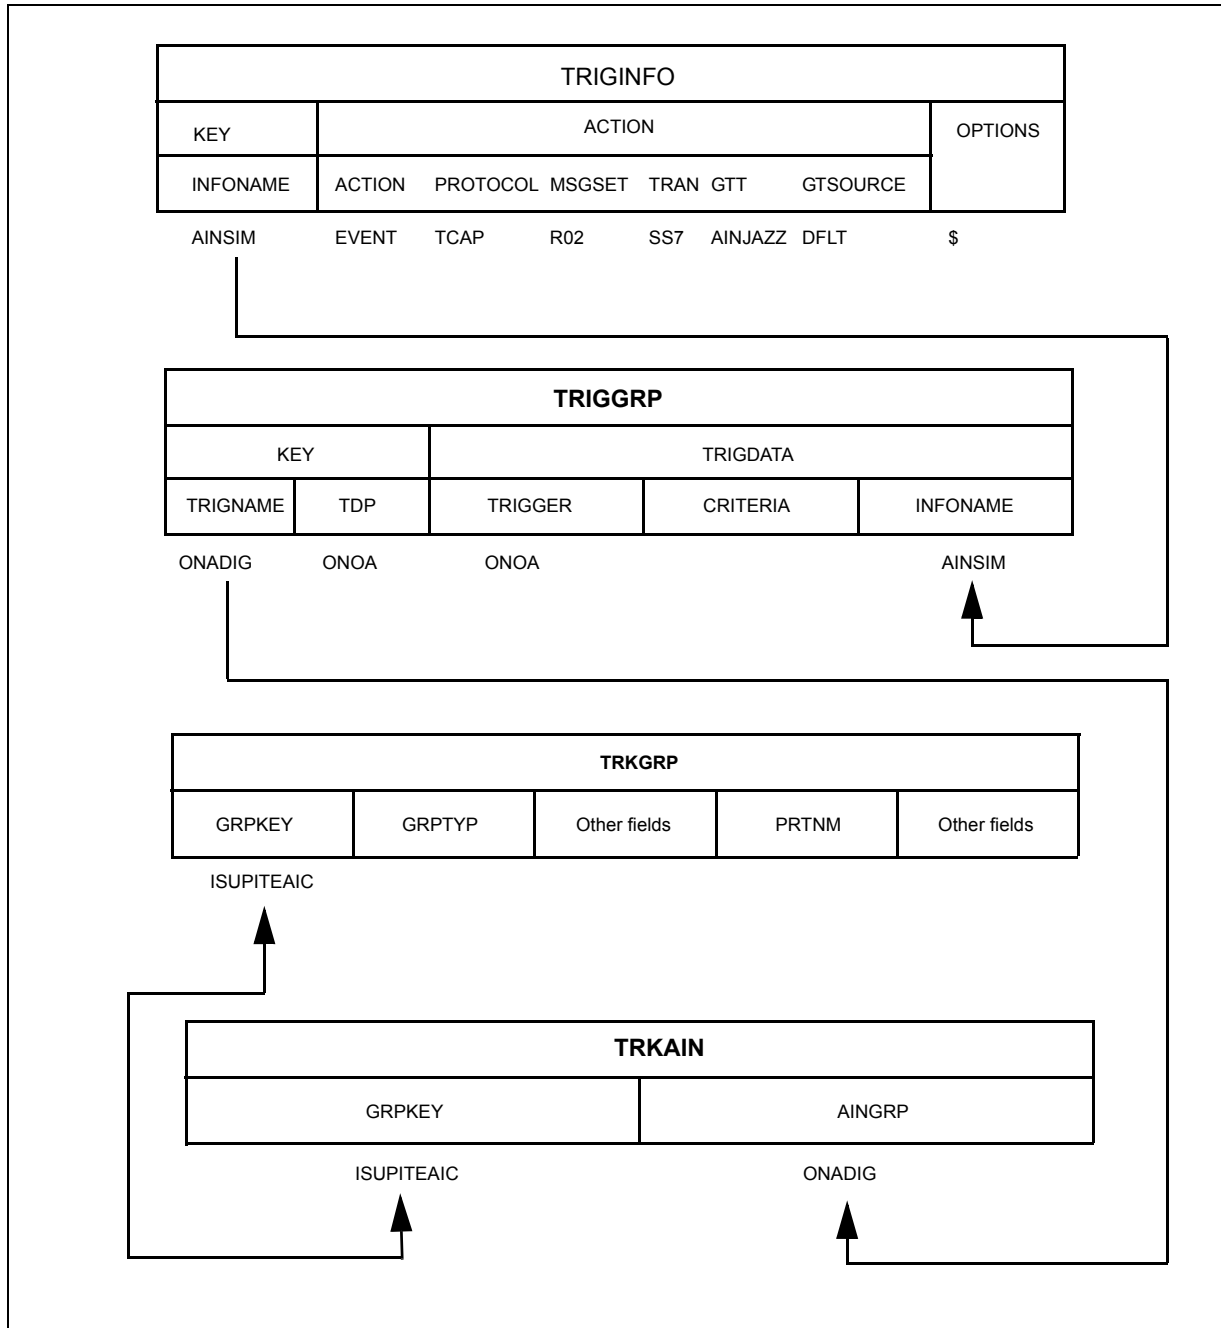 TRIGINFO
KEY ACTION OPTIONS
INFONAME ACTION PROTOCOL MSGSET TRAN GTT GTSOURCE
AINSIM EVENT TCAP R02 SS7 AINJAZZ DFLT $
TRIGGRP
KEY TRIGDATA
TRIGNAME TDP TRIGGER CRITERIA INFONAME
ONADIG ONOA ONOA AINSIM
TRKGRP
GRPKEY GRPTYP Other fields PRTNM Other fields
ISUPITEAIC
TRKAIN
GRPKEY AINGRP
ISUPITEAIC ONADIG